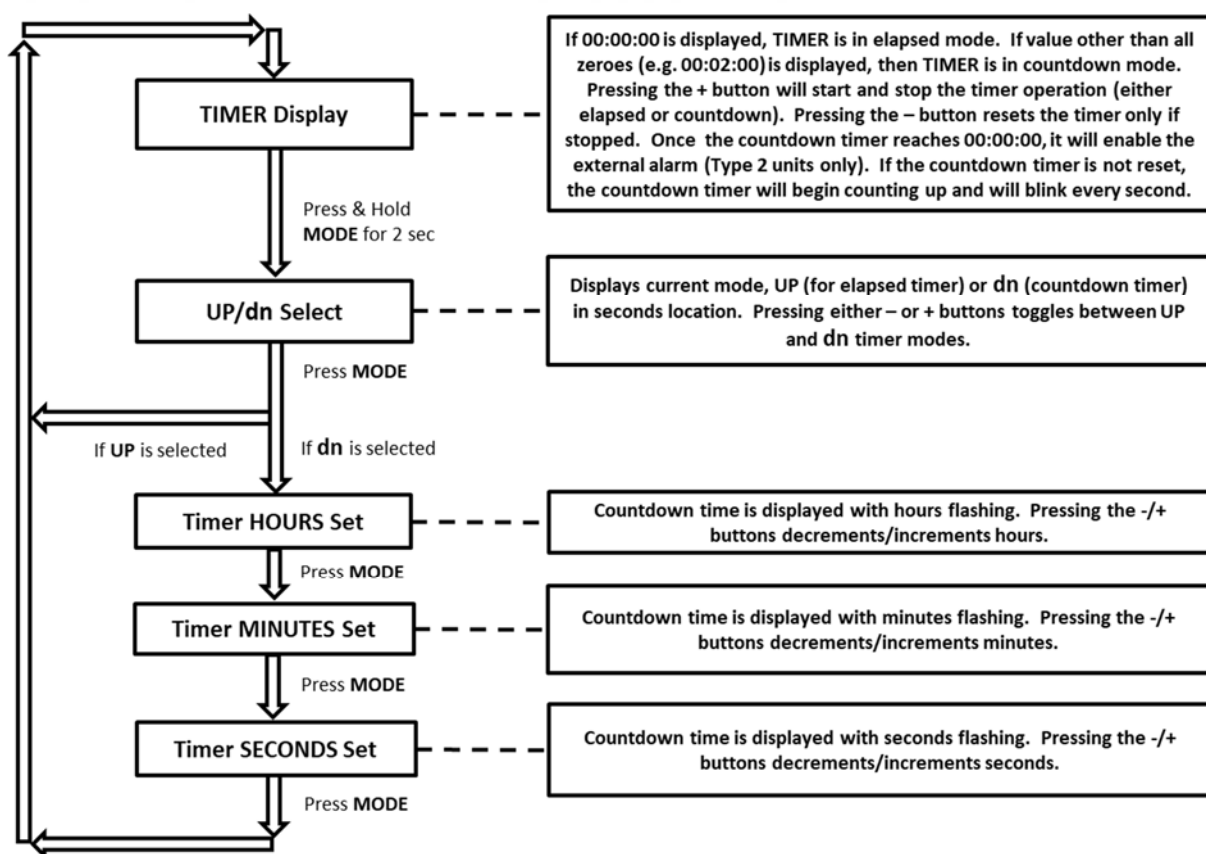 If 00:00:00 is displayed, TIMER is in elapsed mode. If value other than all
zeroes (e.g. 00:02:00) is displayed, then TIMER is in countdown mode.
Pressing the + button will start and stop the timer operation (either
elapsed or countdown). Pressing the – button resets the timer only if
stopped. Once the countdown timer reaches 00:00:00, it will enable the
external alarm (Type 2 units only). If the countdown timer is not reset,
the countdown timer will begin counting up and will blink every second.
TIMER Display
Press & Hold
MODE for 2 sec
UP/dn Select
Displays current mode, UP (for elapsed timer) or dn (countdown timer)
in seconds location. Pressing either – or + buttons toggles between UP
and dn timer modes.
Press MODE
If UP is selected
If dn is selected
Timer HOURS Set
Countdown time is displayed with hours flashing. Pressing the -/+
buttons decrements/increments hours.
Press MODE
Timer MINUTES Set
Countdown time is displayed with minutes flashing. Pressing the -/+
buttons decrements/increments minutes.
Press MODE
Timer SECONDS Set
Countdown time is displayed with seconds flashing. Pressing the -/+
buttons decrements/increments seconds.
Press MODE